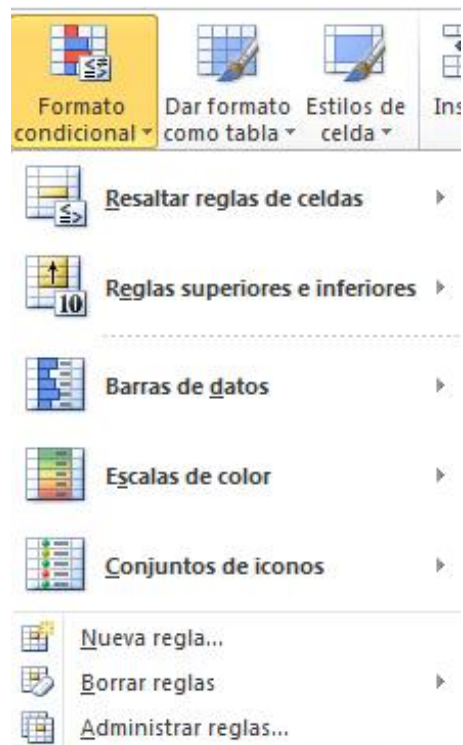 Formato Dar formato Estilos de Ins
condicional como tabla celda
Resaltar reglas de celdas
10 Reglas superiores e inferiores
Barras de datos
Escalas de color
Conjuntos de iconos
Nueva regla...
Borrar reglas
Administrar reglas...